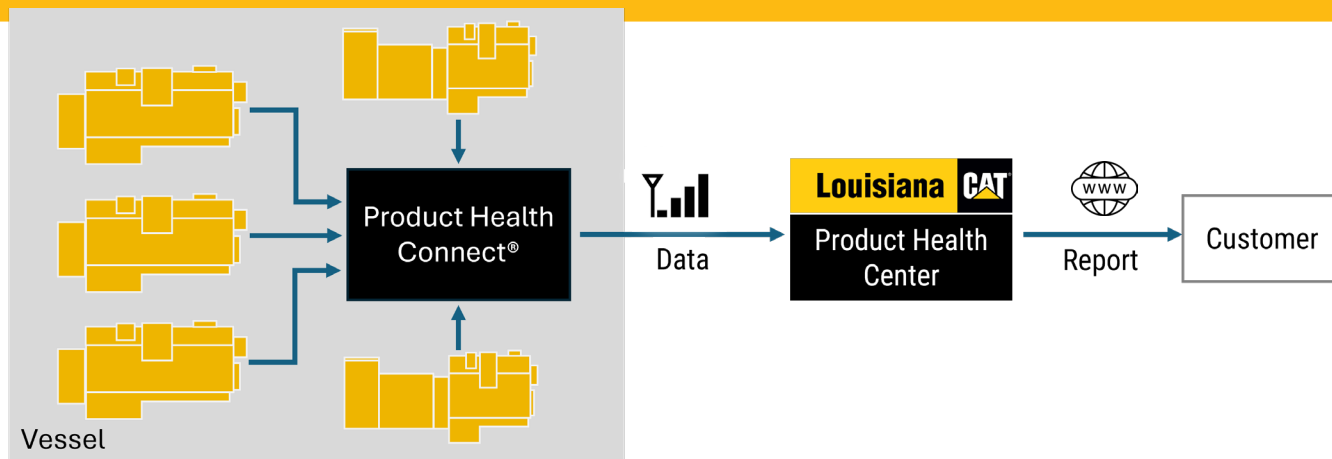 Product Health
Connect®
Vessel
Data
Louisiana CAT
Product Health
Center
WWW
Report
Customer